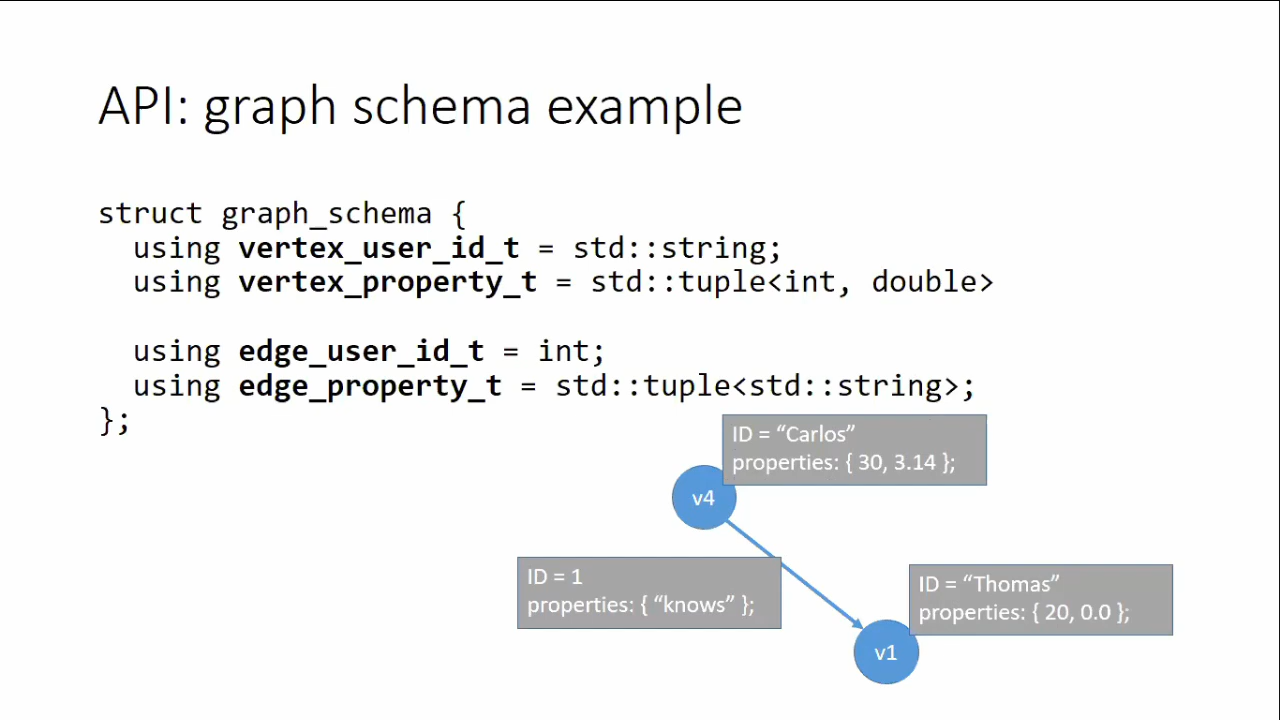 API: graph schema example
struct graph_schema {
using vertex_user_id_t = std::string;
using vertex_property_t = std::tuple<int, double>
using edge_user_id_t = int;
using edge_property_t = std::tuple<std::string>;
};
ID = “Carlos”
properties: { 30, 3.14 };
v4
ID = 1
properties: { “knows” };
ID = “Thomas”
properties: { 20, 0.0 };
v1